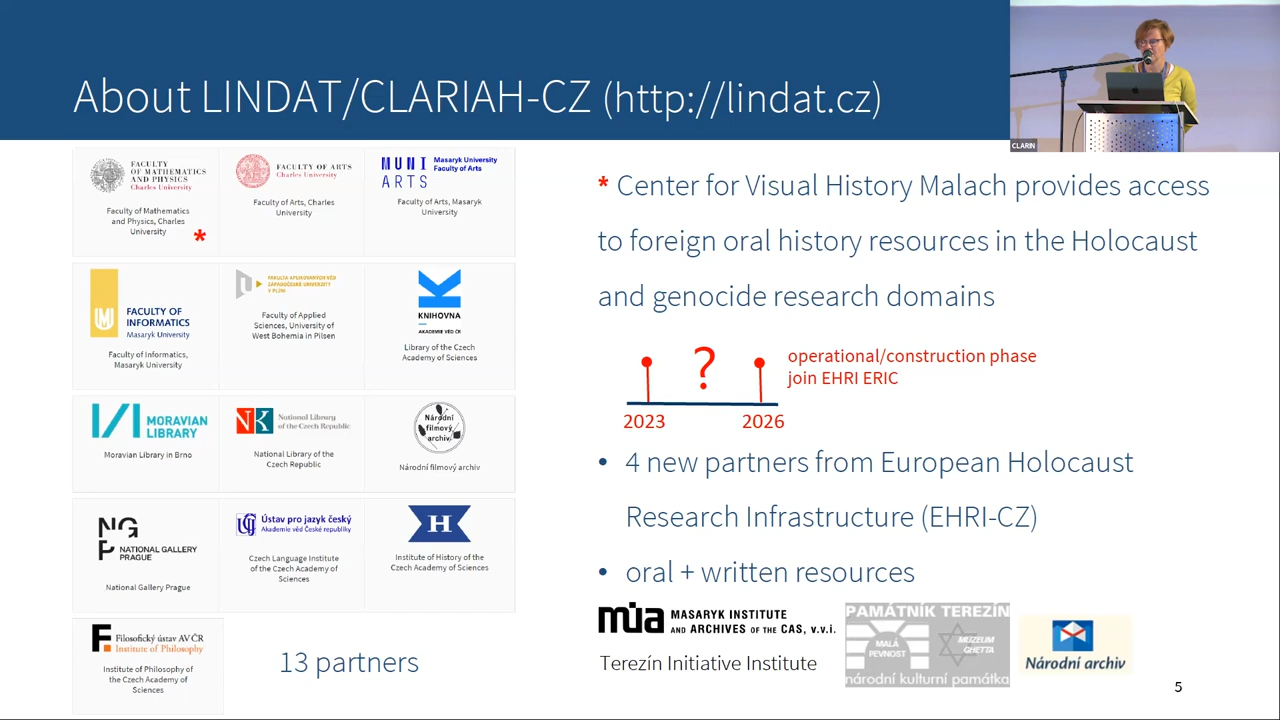 About LINDAT/CLARIAH-CZ (http://lindat.cz)
CLARIN
FACULTY
OF MATHEMATICS
AND PHYSICS
Charles University
Faculty of Mathematics
and Physics, Charles
University
*
FACULTY OF ARTS
Charles University
Faculty of Arts, Charles
University
MUNI
ARTS
Masaryk University
Faculty of Arts
Faculty of Arts, Masaryk
University
FACULTY OF
INFORMATICS
Masaryk University
Faculty of Informatics,
Masaryk University
FAKULTA APLIKOVANÝCH VĚD
ZÁPADOČESKÉ UNIVERZITY
V PLZNI
Faculty of Applied
Sciences, University of
West Bohemia in Pilsen
KNIHOVNA
AKADEMIE VĚD ČR
Library of the Czech
Academy of Sciences
MORAVIAN
LIBRARY
Moravian Library in Brno
NK
National Library
of the Czech Republic
National Library of the
Czech Republic
Národní
filmový
archiv
Národní filmový archiv
NG
P
NATIONAL GALLERY
PRAGUE
National Gallery Prague
Ústav pro jazyk český
Akademie věd České republiky
Czech Language Institute
of the Czech Academy of
Sciences
H
Institute of History of the
Czech Academy of Sciences
Filosofický ústav AV ČR
Institute of Philosophy
Institute of Philosophy of
the Czech Academy of
Sciences
13 partners
* Center for Visual History Malach provides access
to foreign oral history resources in the Holocaust
and genocide research domains
?
operational/construction phase
join EHRI ERIC
2023
2026
• 4 new partners from European Holocaust
Research Infrastructure (EHRI-CZ)
• oral + written resources
mua MASARYK INSTITUTE
AND ARCHIVES OF THE CAS, v.v.i.
Terezín Initiative Institute
PAMÁTNÍK TEREZÍN
MALÁ
PEVNOST
MUZEUM
GHETTA
národní kulturní památka
Národní archiv
5